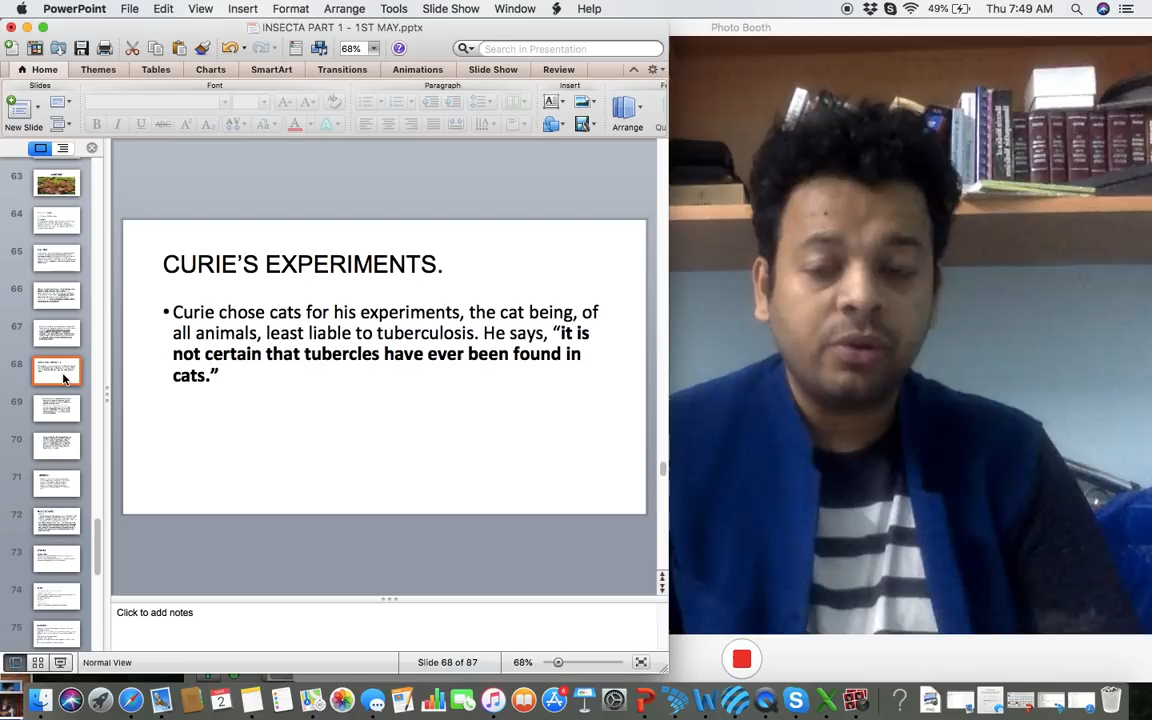 PowerPoint File Edit View Insert Format Arrange Tools Slide Show Window Help 49% Thu 7:49 AM
INSECTA PART 1 - 1ST MAY.pptx
Photo Booth
68% Search in Presentation
Home Themes Tables Charts SmartArt Transitions Animations Slide Show Review
Slides Font Paragraph Insert
New Slide
B I U ABC A² A₂ Arrange
63
64
65
66
67
68
69
70
71
72
73
74
75
CURIE’S EXPERIMENTS.
• Curie chose cats for his experiments, the cat being, of
all animals, least liable to tuberculosis. He says, “it is
not certain that tubercles have ever been found in
cats.”
Click to add notes
Normal View Slide 68 of 87 68%